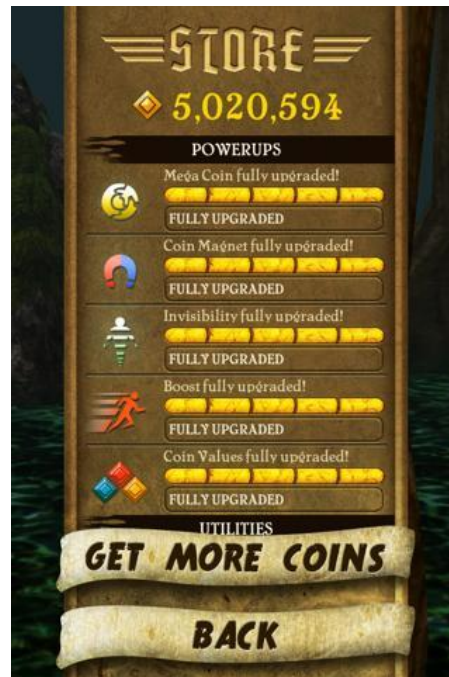 STORE
5,020,594
POWERUPS
Mega Coin fully upgraded!
FULLY UPGRADED
Coin Magnet fully upgraded!
FULLY UPGRADED
Invisibility fully upgraded!
FULLY UPGRADED
Boost fully upgraded!
FULLY UPGRADED
Coin Values fully upgraded!
FULLY UPGRADED
UTILITIES
GET MORE COINS
BACK